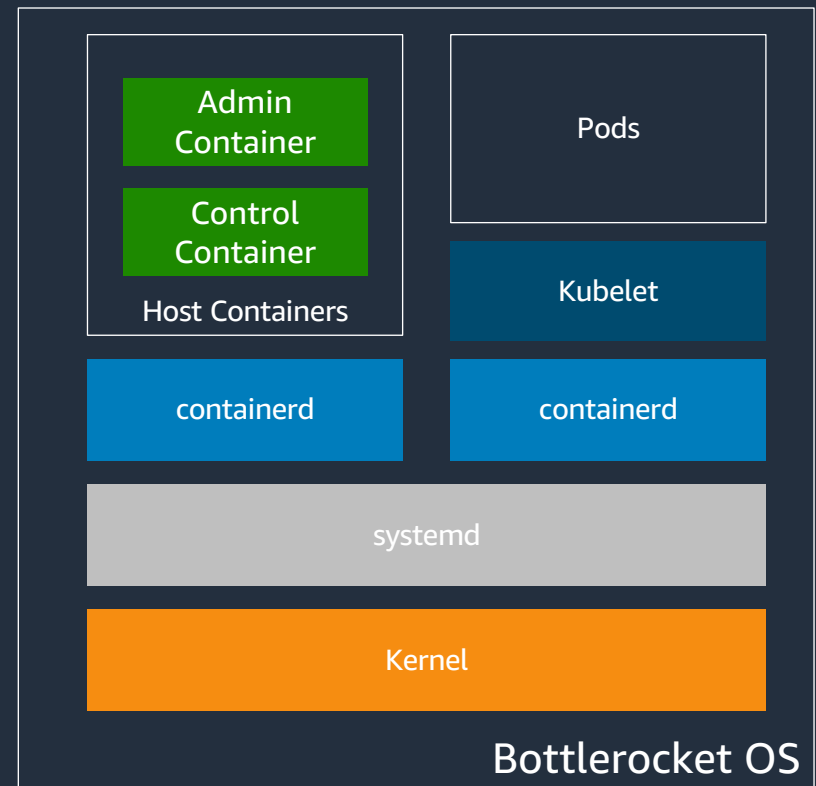 Admin
Container
Control
Container
Host Containers
Pods
Kubelet
containerd
containerd
systemd
Kernel
Bottlerocket OS